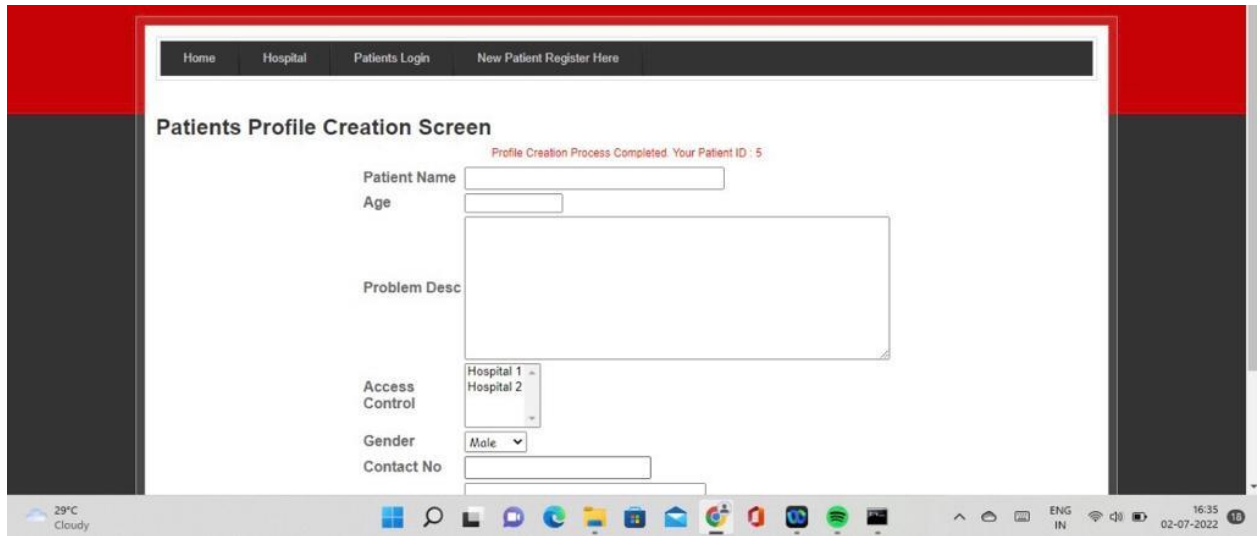 Home Hospital Patients Login New Patient Register Here
Patients Profile Creation Screen
Profile Creation Process Completed. Your Patient ID : 5
Patient Name
Age
Problem Desc
Access
Control
Hospital 1
Hospital 2
Gender
Male
Contact No
29°C
Cloudy
ENG
IN
16:35
02-07-2022
18